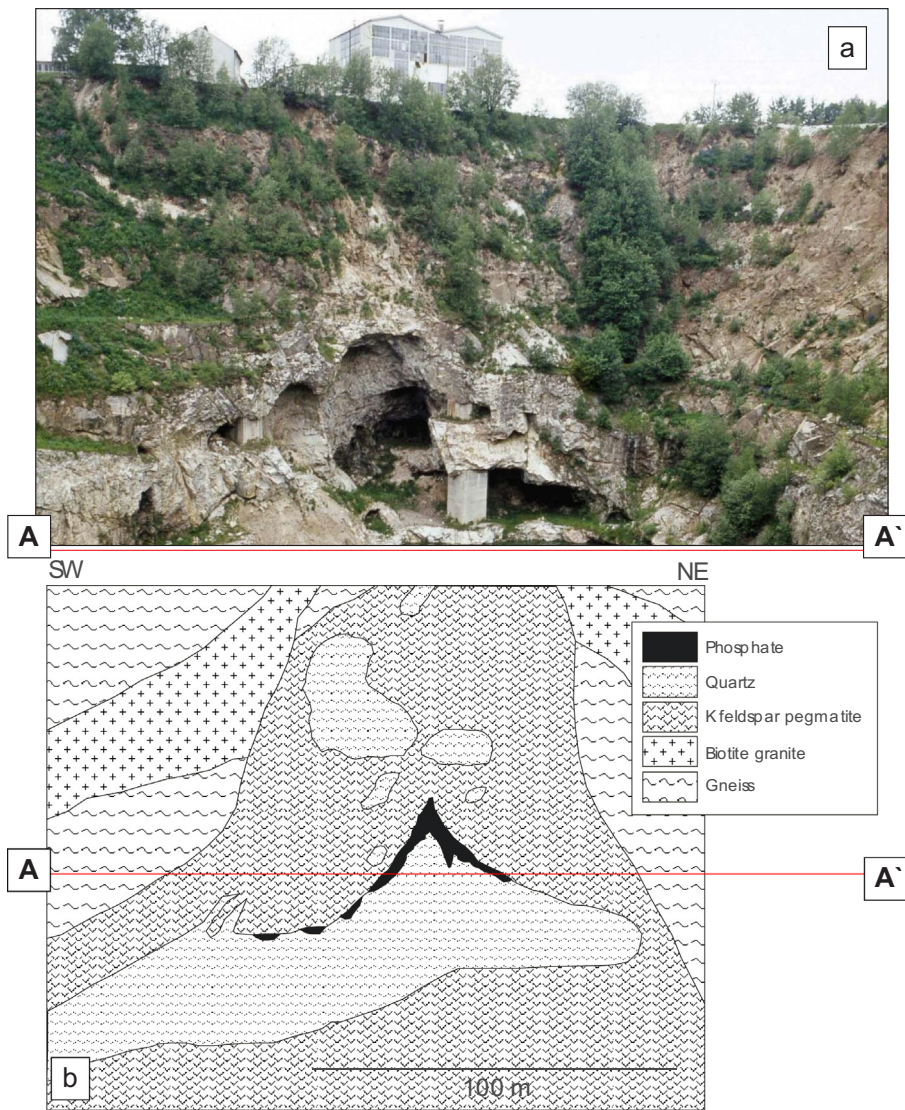 a
A
A`
SW
NE
Phosphate
Quartz
K feldspar pegmatite
Biotite granite
Gneiss
A
A`
b
100 m